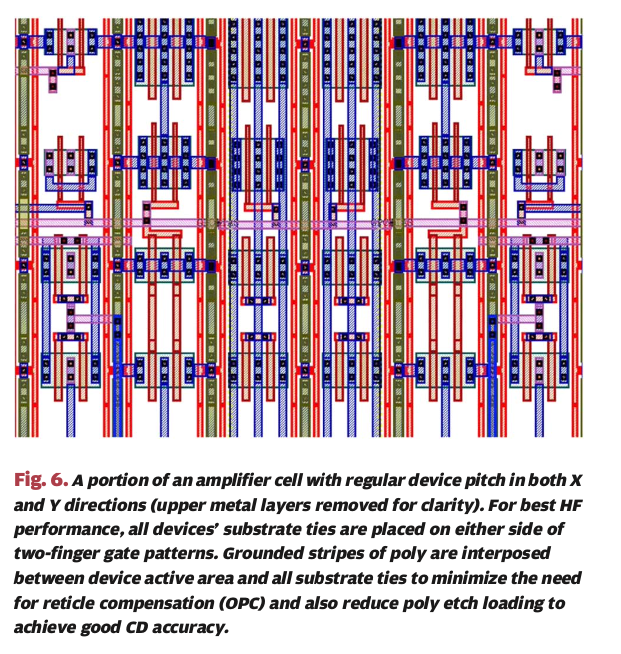 Fig. 6. A portion of an amplifier cell with regular device pitch in both X
and Y directions (upper metal layers removed for clarity). For best HF
performance, all devices' substrate ties are placed on either side of
two-finger gate patterns. Grounded stripes of poly are interposed
between device active area and all substrate ties to minimize the need
for reticle compensation (OPC) and also reduce poly etch loading to
achieve good CD accuracy.